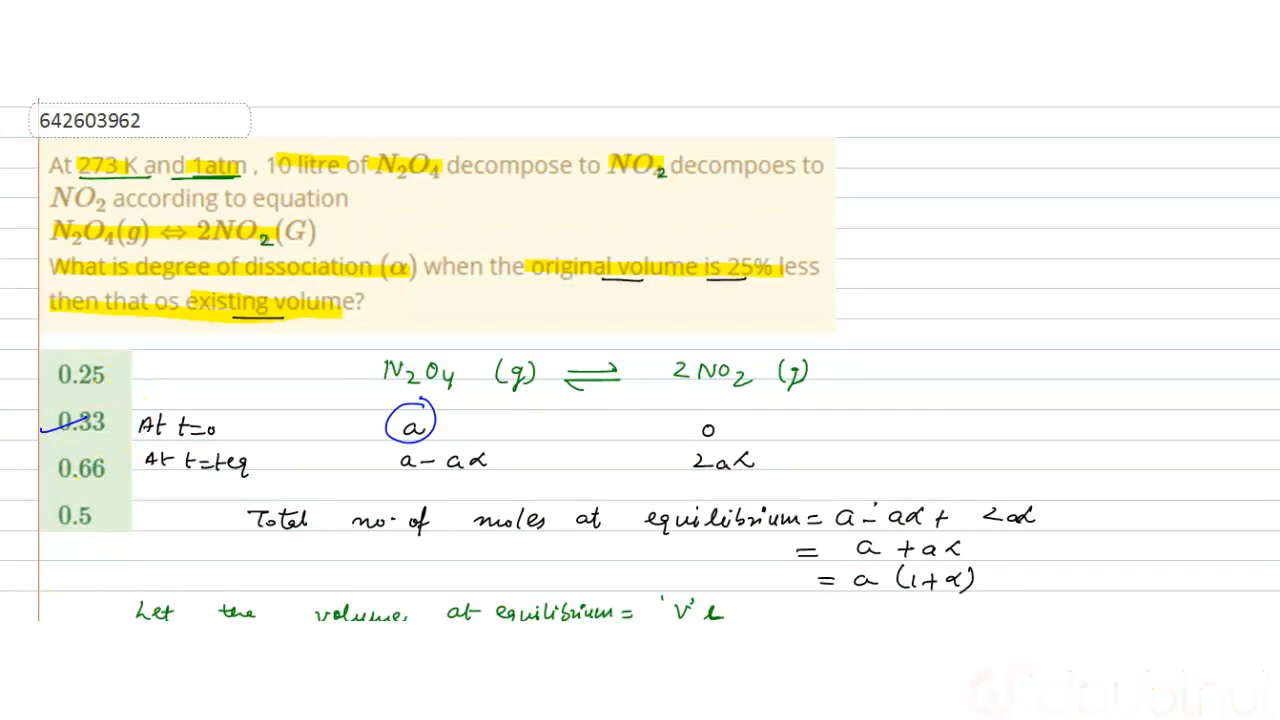 642603962
At 273 K and 1atm , 10 litre of N₂O₄ decompose to NO₂ decompoes to
NO₂ according to equation
N₂O₄(g) ⇔ 2NO₂(G)
What is degree of dissociation (α) when the original volume is 25% less
then that os existing volume?
0.25
N₂O₄ (g) ⇌ 2NO₂ (g)
0.33
At t=0 a 0
At t=teq a - aα 2aα
0.66
0.5
Total no. of moles at equilibrium = a - aα + 2aα
= a + aα
= a (1+α)
Let the volume at equilibrium = 'V' L
doubtnut